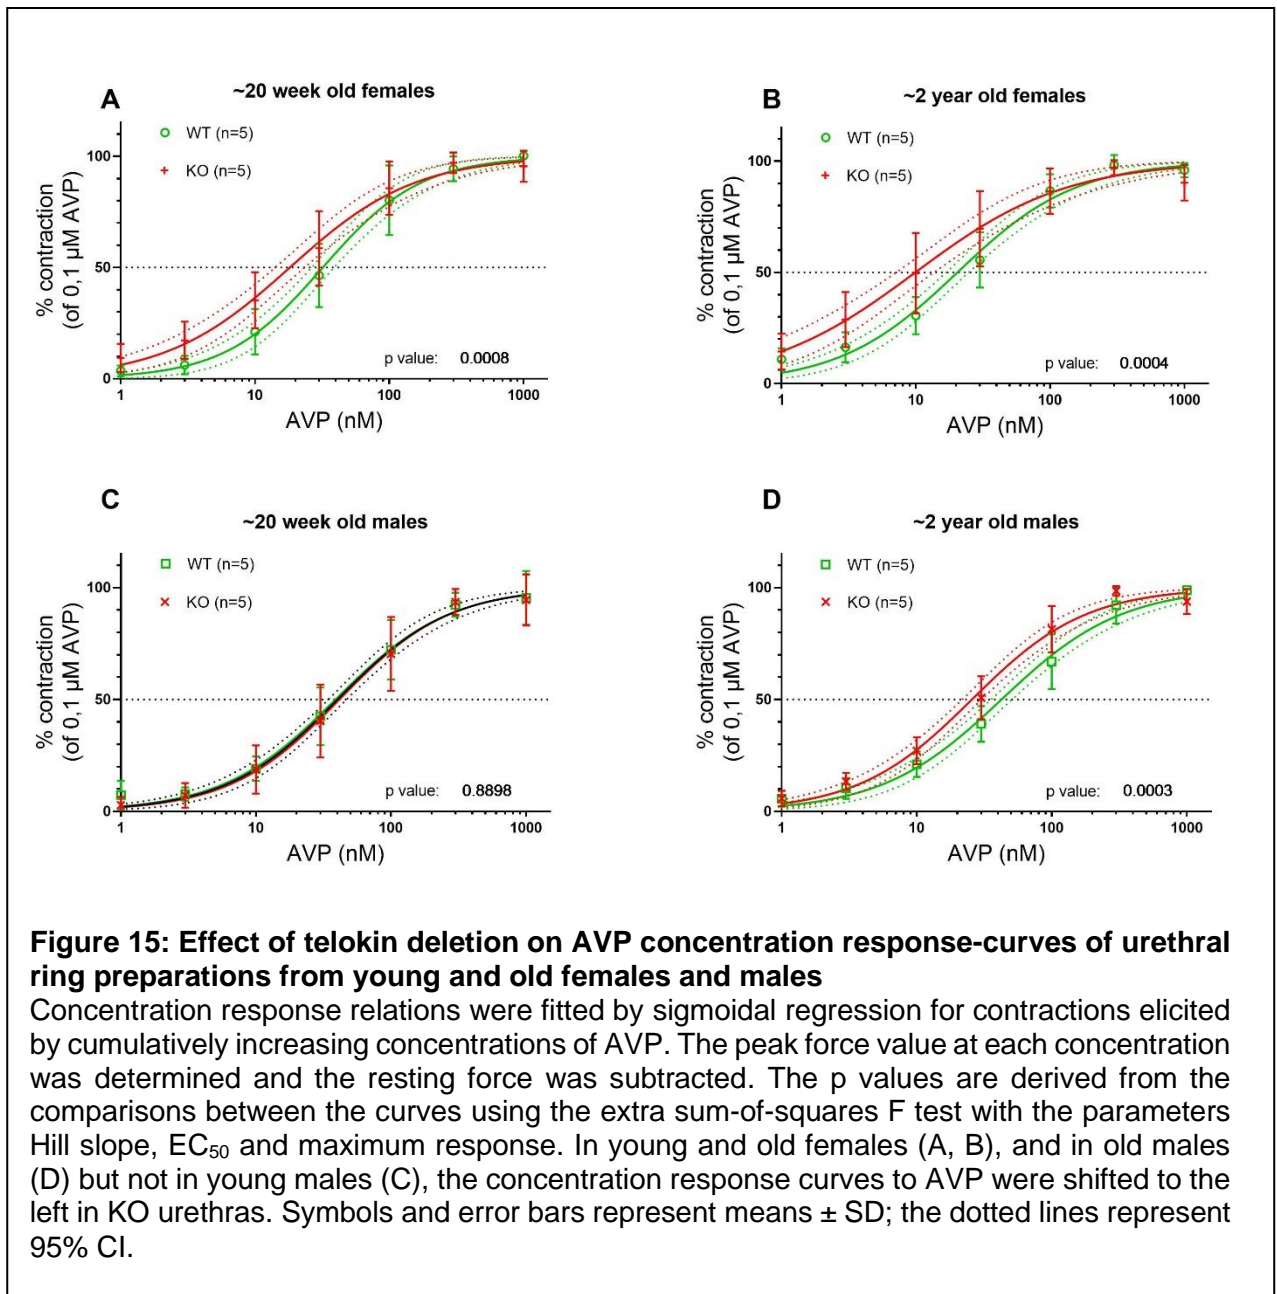 A
~20 week old females
WT (n=5)
KO (n=5)
100
50
0
% contraction
(of 0,1 µM AVP)
p value: 0.0008
1 10 100 1000
AVP (nM)
B
~2 year old females
WT (n=5)
KO (n=5)
100
50
0
% contraction
(of 0,1 µM AVP)
p value: 0.0004
1 10 100 1000
AVP (nM)
C
~20 week old males
WT (n=5)
KO (n=5)
100
50
0
% contraction
(of 0,1 µM AVP)
p value: 0.8898
1 10 100 1000
AVP (nM)
D
~2 year old males
WT (n=5)
KO (n=5)
100
50
0
% contraction
(of 0,1 µM AVP)
p value: 0.0003
1 10 100 1000
AVP (nM)
Figure 15: Effect of telokin deletion on AVP concentration response-curves of urethral
ring preparations from young and old females and males
Concentration response relations were fitted by sigmoidal regression for contractions elicited
by cumulatively increasing concentrations of AVP. The peak force value at each concentration
was determined and the resting force was subtracted. The p values are derived from the
comparisons between the curves using the extra sum-of-squares F test with the parameters
Hill slope, EC₅₀ and maximum response. In young and old females (A, B), and in old males
(D) but not in young males (C), the concentration response curves to AVP were shifted to the
left in KO urethras. Symbols and error bars represent means ± SD; the dotted lines represent
95% CI.